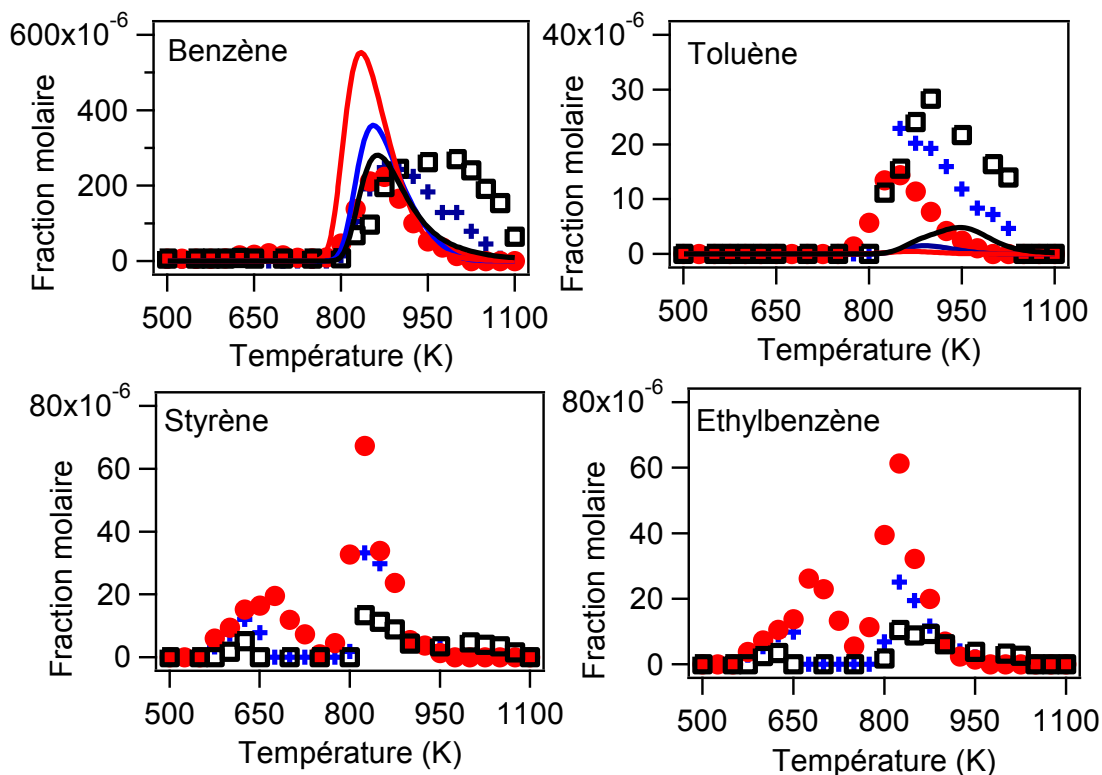 600x10⁻⁶
Benzène
400
200
0
Fraction molaire
500 650 800 950 1100
Température (K)
40x10⁻⁶
Toluène
30
20
10
0
Fraction molaire
500 650 800 950 1100
Température (K)
80x10⁻⁶
Styrène
60
40
20
0
Fraction molaire
500 650 800 950 1100
Température (K)
80x10⁻⁶
Ethylbenzène
60
40
20
0
Fraction molaire
500 650 800 950 1100
Température (K)